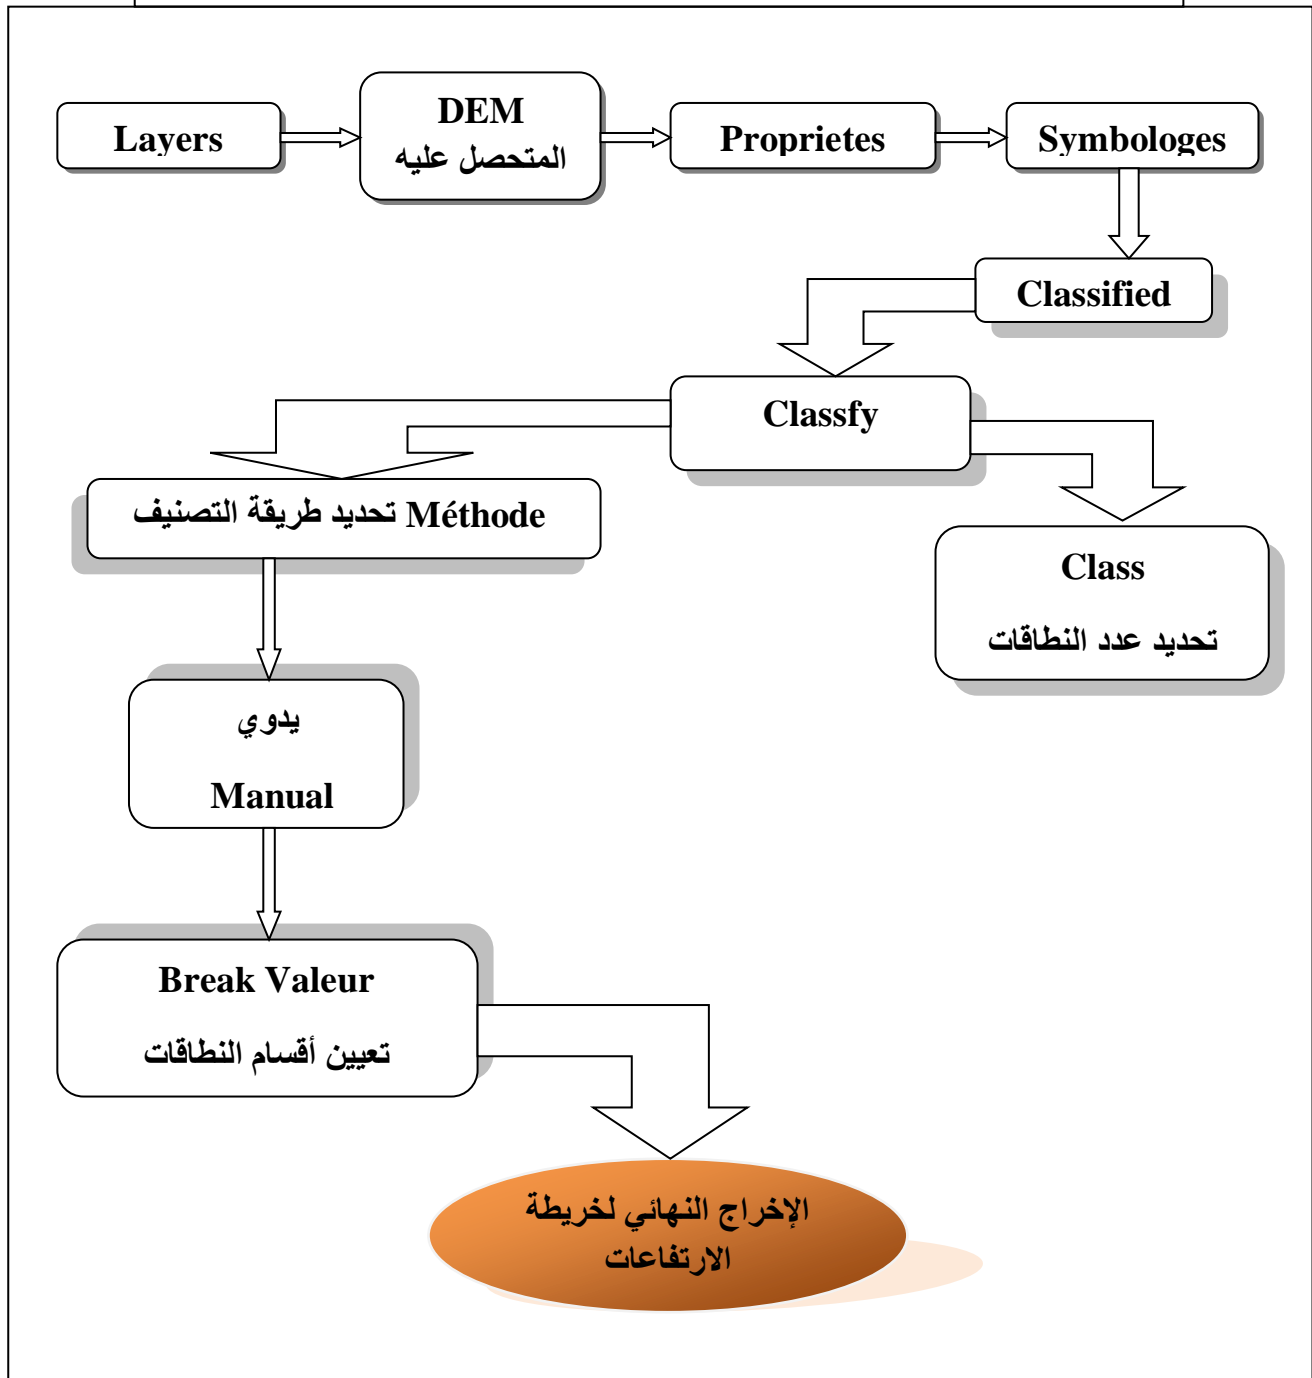 Layers
DEM
المتحصل عليه
Proprietes
Symbologes
Classified
Classfy
تحديد طريقة التصنيف Méthode
Class
تحديد عدد النطاقات
يدوي
Manual
Break Valeur
تعيين أقسام النطاقات
الإخراج النهائي لخريطة
الارتفاعات